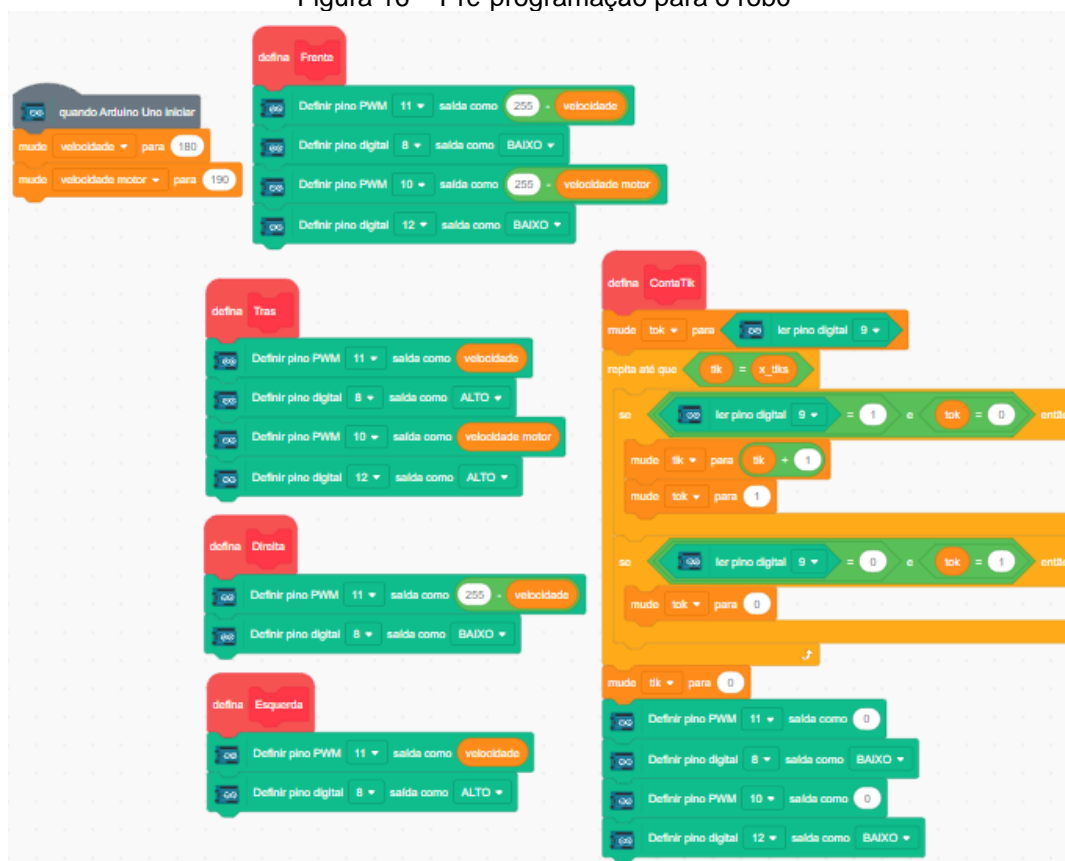 Figura 16 – Pré-programação para o robô
quando Arduino Uno iniciar
mude velocidade para 180
mude velocidade motor para 190
defina Frente
Definir pino PWM 11 saída como 255 - velocidade
Definir pino digital 8 saída como BAIXO
Definir pino PWM 10 saída como 255 - velocidade motor
Definir pino digital 12 saída como BAIXO
defina Tras
Definir pino PWM 11 saída como velocidade
Definir pino digital 8 saída como ALTO
Definir pino PWM 10 saída como velocidade motor
Definir pino digital 12 saída como ALTO
defina Direita
Definir pino PWM 11 saída como 255 - velocidade
Definir pino digital 8 saída como BAIXO
defina Esquerda
Definir pino PWM 11 saída como velocidade
Definir pino digital 8 saída como ALTO
defina ContaTik
mude tok para ler pino digital 9
repita até que tik = x_tiks
se ler pino digital 9 = 1 e tok = 0 então
mude tik para tik + 1
mude tok para 1
se ler pino digital 9 = 0 e tok = 1 então
mude tok para 0
mude tik para 0
Definir pino PWM 11 saída como 0
Definir pino digital 8 saída como BAIXO
Definir pino PWM 10 saída como 0
Definir pino digital 12 saída como BAIXO